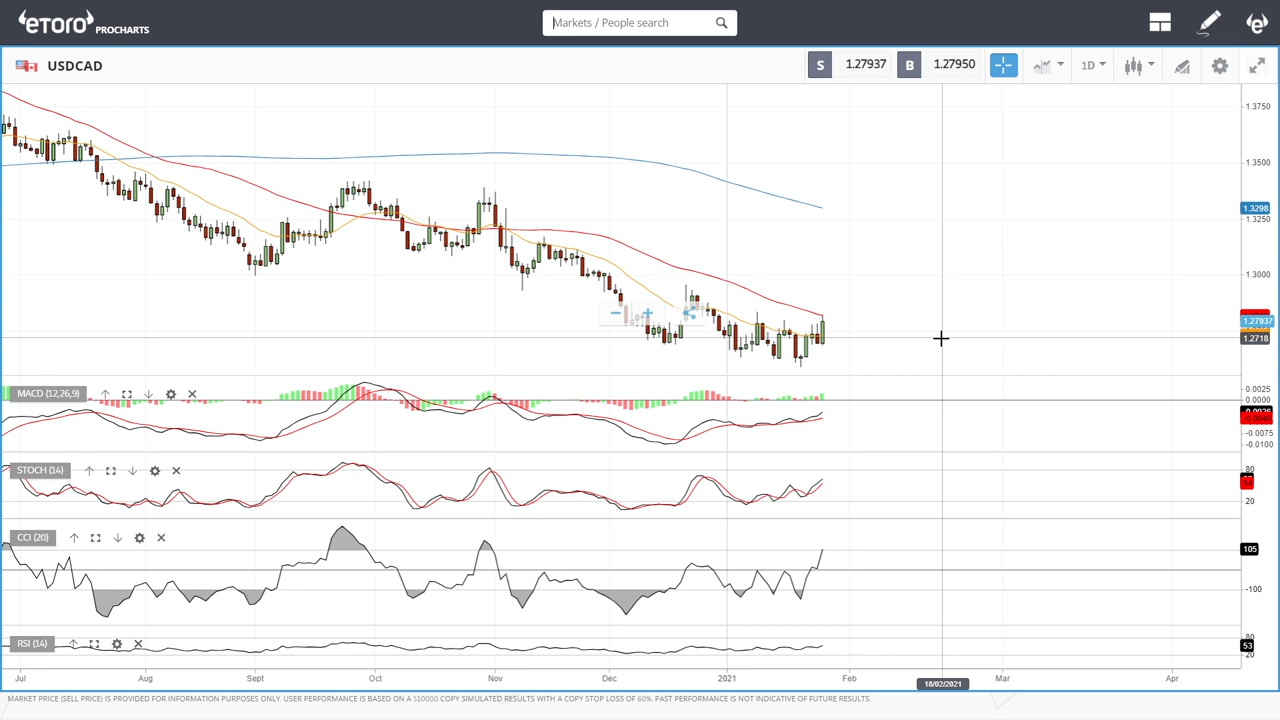 eTORO PROCHARTS
Markets / People search
USDCAD
S 1.27937 B 1.27950
1D
1.3750
1.3500
1.3298
1.3250
1.3000
1.27937
1.2718
MACD (12,26,9)
0.0025
0.0000
-0.0075
-0.0100
STOCH (14)
80
20
CCI (20)
105
-100
RSI (14)
80
53
20
Jul Aug Sept Oct Nov Dec 2021 Feb 18/02/2021 Mar Apr
MARKET PRICE (SELL PRICE) IS PROVIDED FOR INFORMATION PURPOSES ONLY. USER PERFORMANCE IS BASED ON A $10000 COPY SIMULATED RESULTS WITH A COPY STOP LOSS OF 60%. PAST PERFORMANCE IS NOT INDICATIVE OF FUTURE RESULTS.